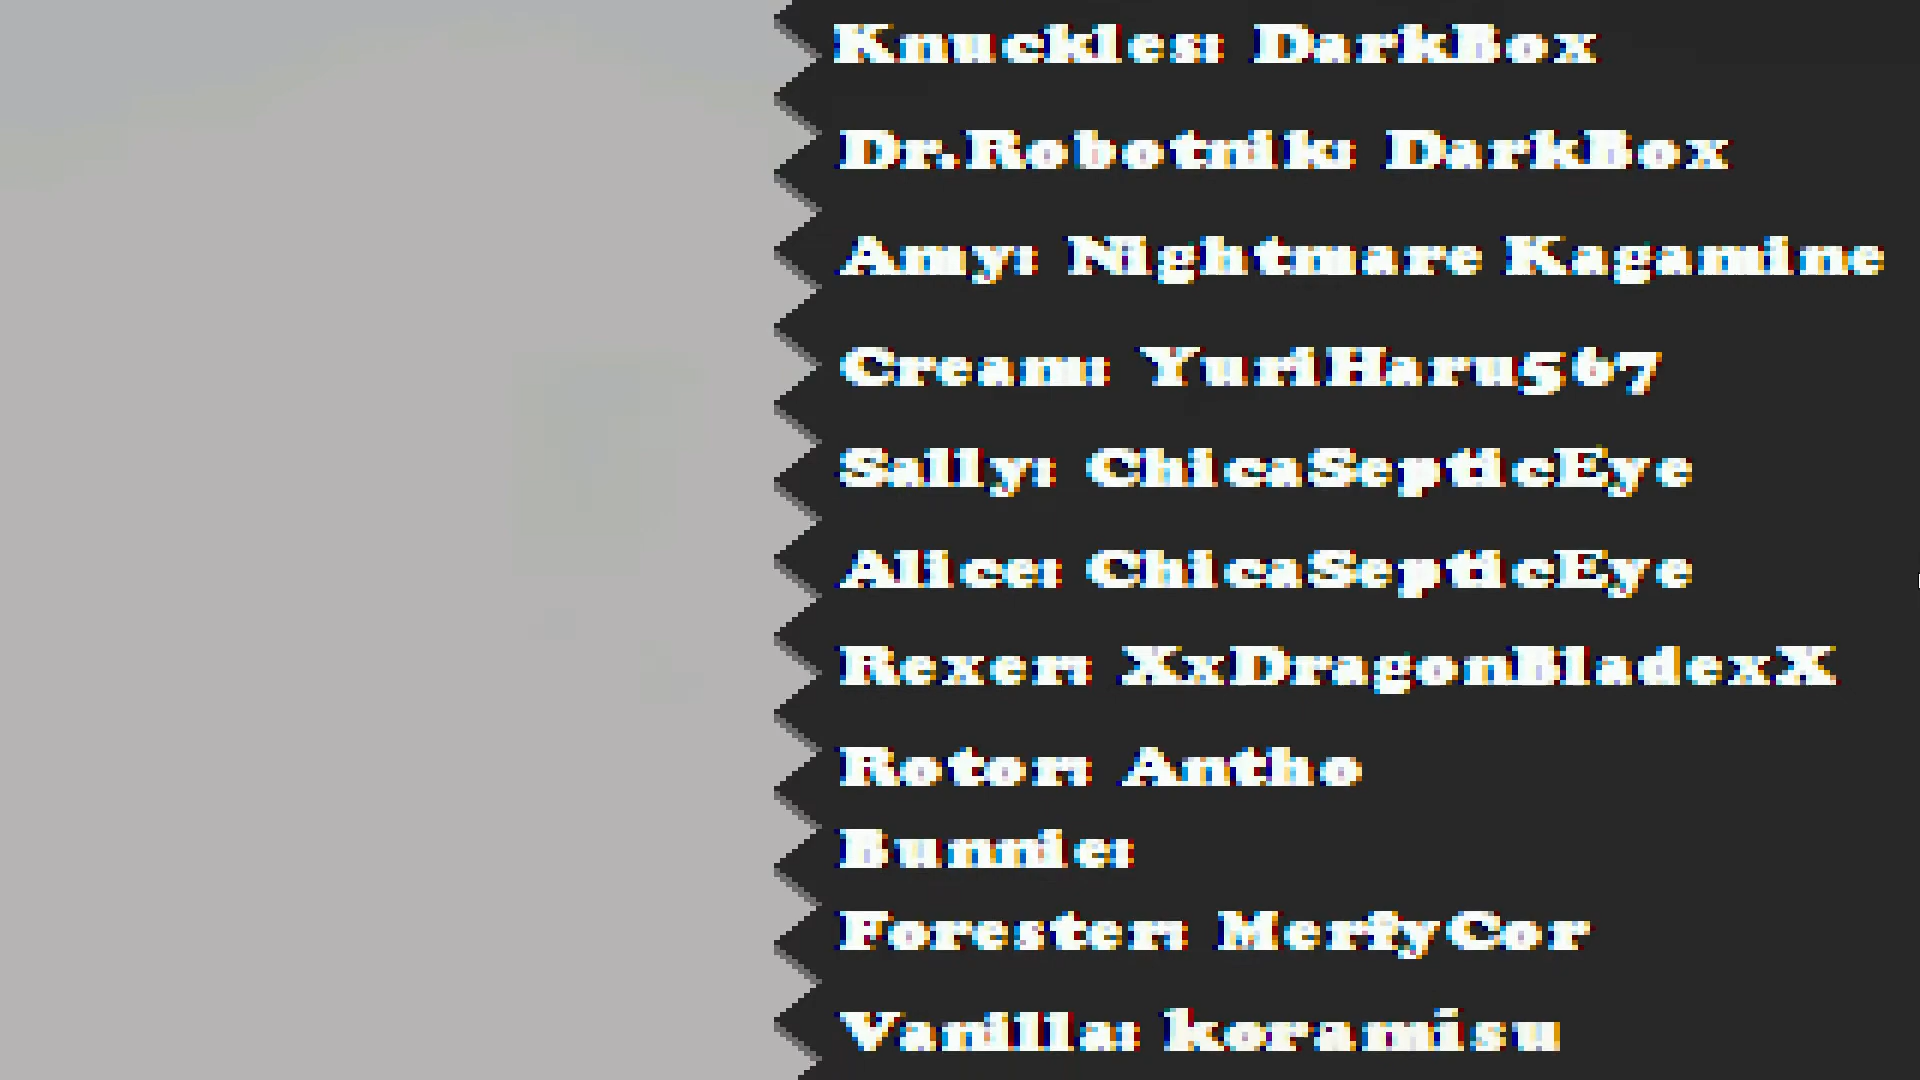 Knuckles: DarkBox
Dr.Robotnik: DarkBox
Amy: Nightmare Kagamine
Cream: YuriHaru567
Sally: ChicaSepticEye
Alice: ChicaSepticEye
Rexer: XxDragonBladexX
Rotor: Antho
Bunnie:
Forester: MerfyCor
Vanilla: koramisu